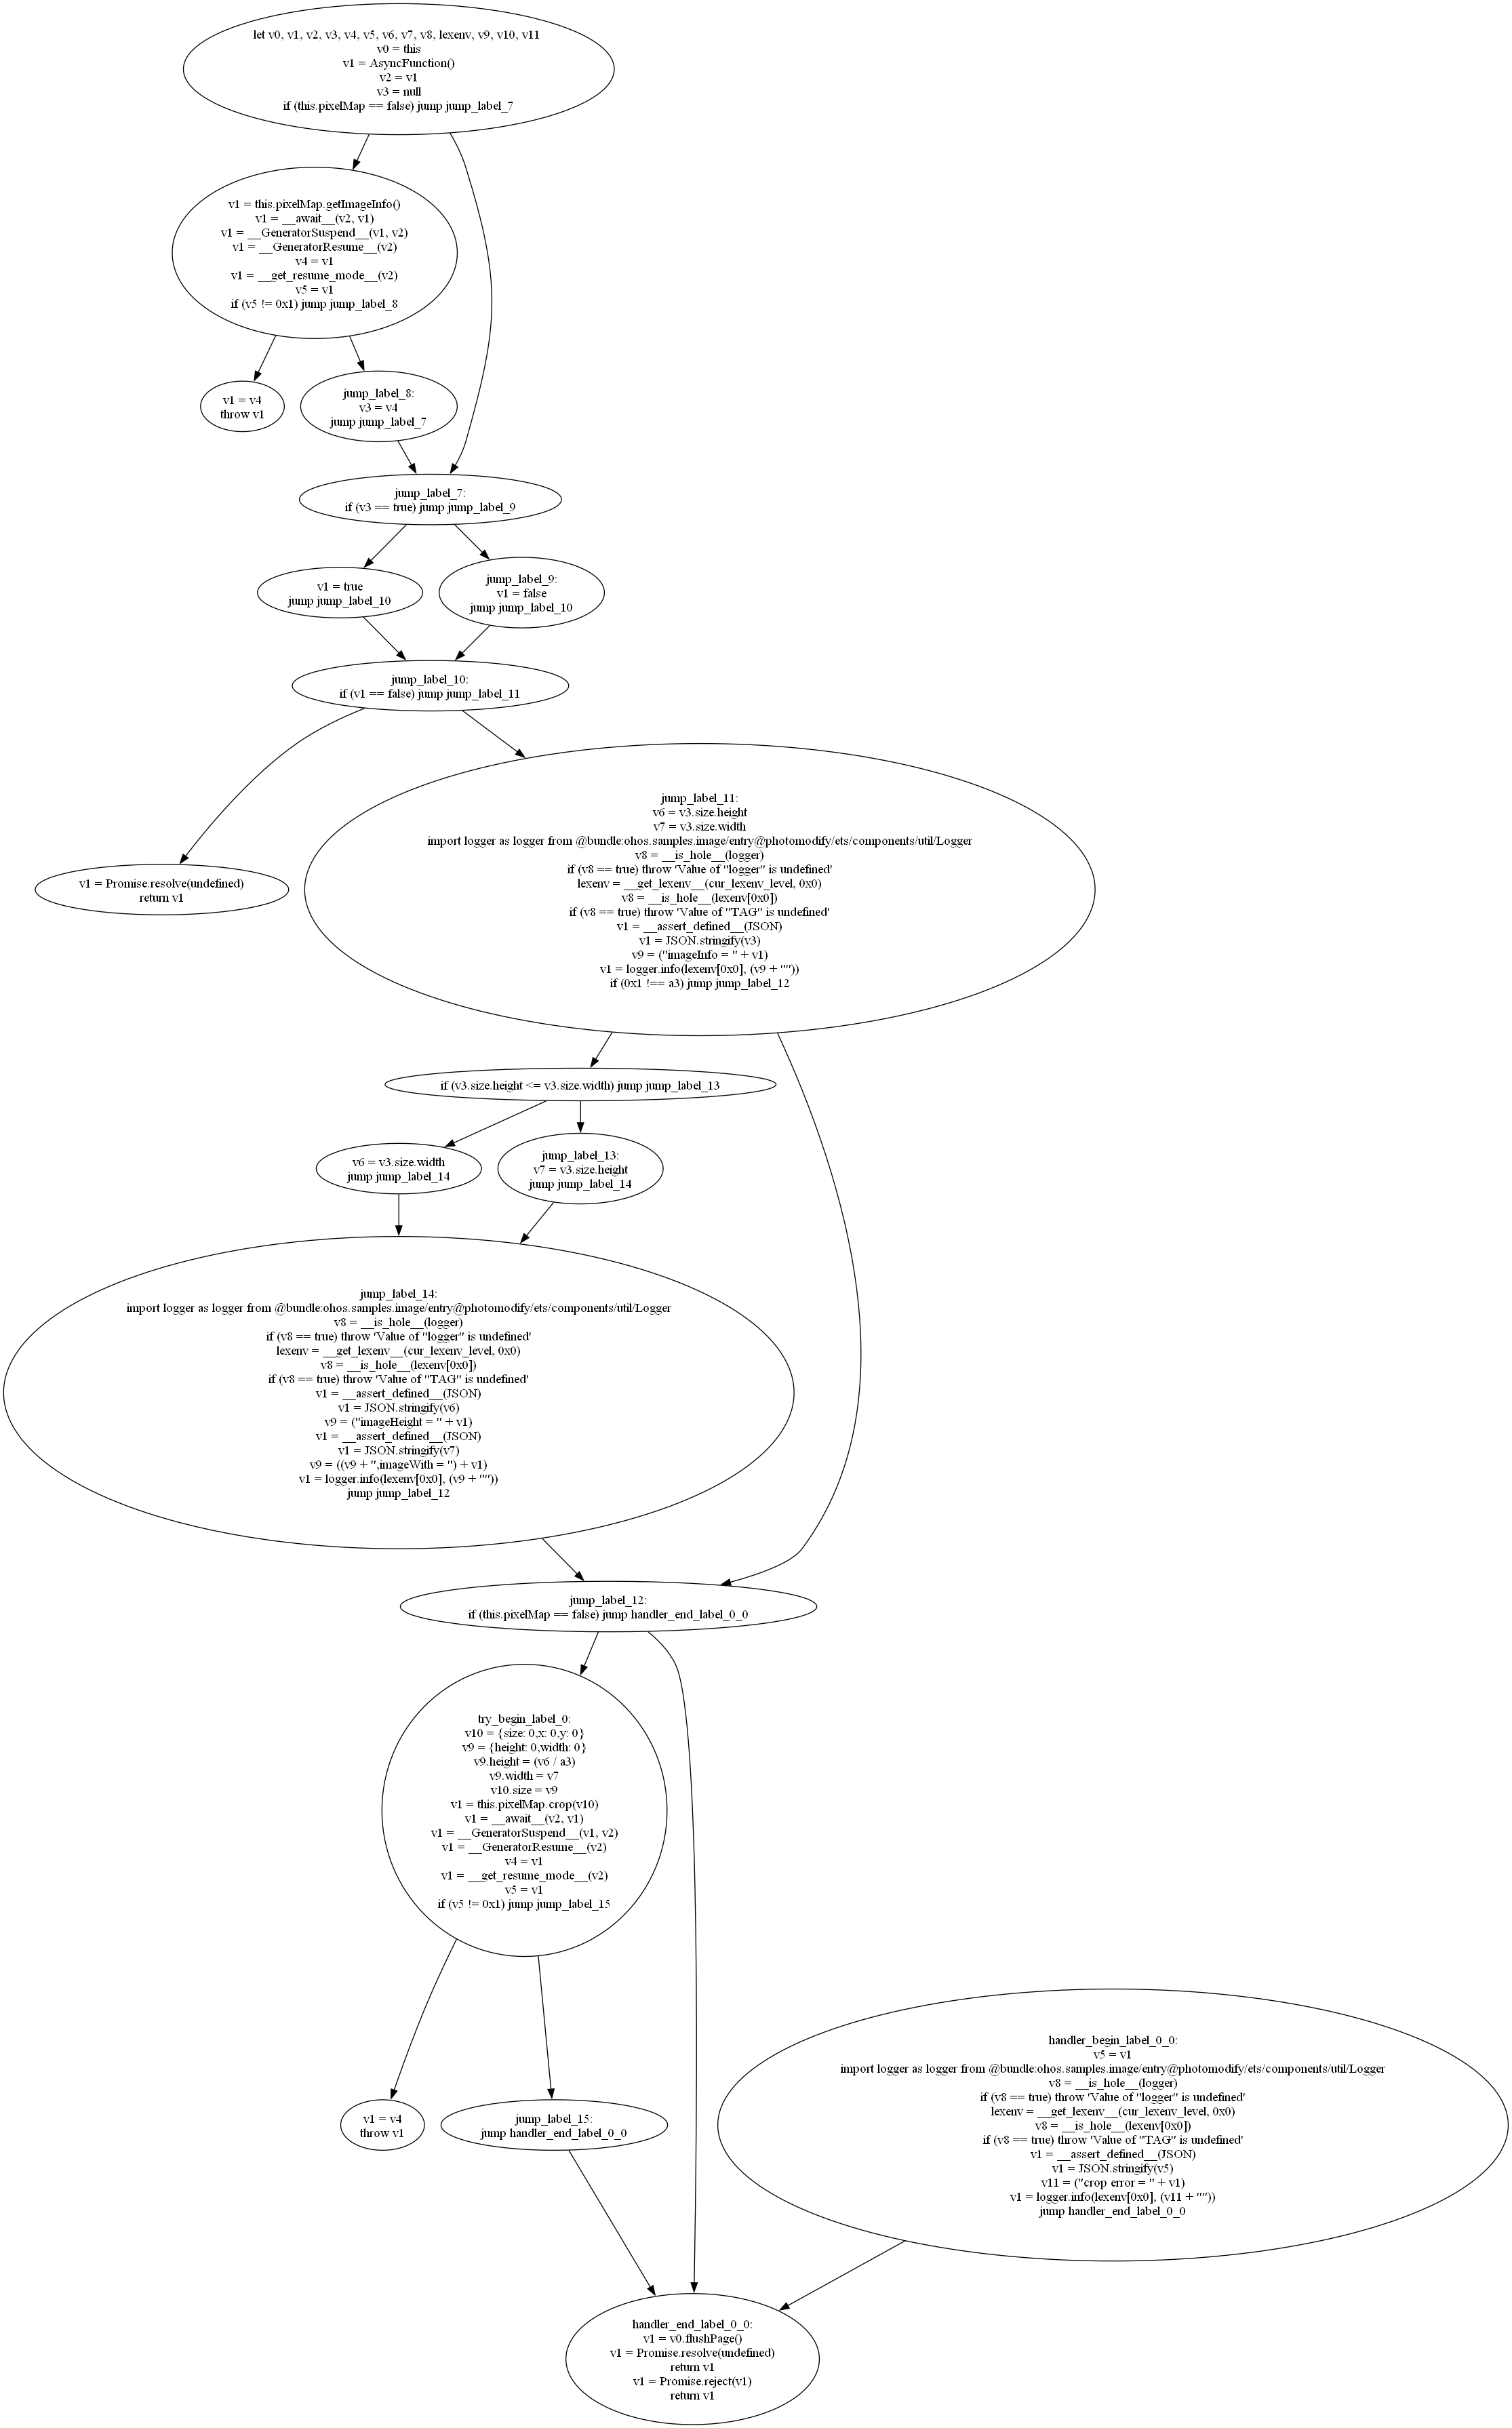 let v0, v1, v2, v3, v4, v5, v6, v7, v8, lexenv, v9, v10, v11
v0 = this
v1 = AsyncFunction()
v2 = v1
v3 = null
if (this.pixelMap == false) jump jump_label_7
v1 = this.pixelMap.getImageInfo()
v1 = __await__(v2, v1)
v1 = __GeneratorSuspend__(v1, v2)
v1 = __GeneratorResume__(v2)
v4 = v1
v1 = __get_resume_mode__(v2)
v5 = v1
if (v5 != 0x1) jump jump_label_8
v1 = v4
throw v1
jump_label_8:
v3 = v4
jump jump_label_7
jump_label_7:
if (v3 == true) jump jump_label_9
v1 = true
jump jump_label_10
jump_label_9:
v1 = false
jump jump_label_10
jump_label_10:
if (v1 == false) jump jump_label_11
v1 = Promise.resolve(undefined)
return v1
jump_label_11:
v6 = v3.size.height
v7 = v3.size.width
import logger as logger from @bundle:ohos.samples.image/entry@photomodify/ets/components/util/Logger
v8 = __is_hole__(logger)
if (v8 == true) throw 'Value of "logger" is undefined'
lexenv = __get_lexenv__(cur_lexenv_level, 0x0)
v8 = __is_hole__(lexenv[0x0])
if (v8 == true) throw 'Value of "TAG" is undefined'
v1 = __assert_defined__(JSON)
v1 = JSON.stringify(v3)
v9 = ("imageInfo = " + v1)
v1 = logger.info(lexenv[0x0], (v9 + ""))
if (0x1 !== a3) jump jump_label_12
if (v3.size.height <= v3.size.width) jump jump_label_13
v6 = v3.size.width
jump jump_label_14
jump_label_13:
v7 = v3.size.height
jump jump_label_14
jump_label_14:
import logger as logger from @bundle:ohos.samples.image/entry@photomodify/ets/components/util/Logger
v8 = __is_hole__(logger)
if (v8 == true) throw 'Value of "logger" is undefined'
lexenv = __get_lexenv__(cur_lexenv_level, 0x0)
v8 = __is_hole__(lexenv[0x0])
if (v8 == true) throw 'Value of "TAG" is undefined'
v1 = __assert_defined__(JSON)
v1 = JSON.stringify(v6)
v9 = ("imageHeight = " + v1)
v1 = __assert_defined__(JSON)
v1 = JSON.stringify(v7)
v9 = ((v9 + ",imageWith = ") + v1)
v1 = logger.info(lexenv[0x0], (v9 + ""))
jump jump_label_12
jump_label_12:
if (this.pixelMap == false) jump handler_end_label_0_0
try_begin_label_0:
v10 = {size: 0,x: 0,y: 0}
v9 = {height: 0,width: 0}
v9.height = (v6 / a3)
v9.width = v7
v10.size = v9
v1 = this.pixelMap.crop(v10)
v1 = __await__(v2, v1)
v1 = __GeneratorSuspend__(v1, v2)
v1 = __GeneratorResume__(v2)
v4 = v1
v1 = __get_resume_mode__(v2)
v5 = v1
if (v5 != 0x1) jump jump_label_15
v1 = v4
throw v1
jump_label_15:
jump handler_end_label_0_0
handler_begin_label_0_0:
v5 = v1
import logger as logger from @bundle:ohos.samples.image/entry@photomodify/ets/components/util/Logger
v8 = __is_hole__(logger)
if (v8 == true) throw 'Value of "logger" is undefined'
lexenv = __get_lexenv__(cur_lexenv_level, 0x0)
v8 = __is_hole__(lexenv[0x0])
if (v8 == true) throw 'Value of "TAG" is undefined'
v1 = __assert_defined__(JSON)
v1 = JSON.stringify(v5)
v11 = ("crop error = " + v1)
v1 = logger.info(lexenv[0x0], (v11 + ""))
jump handler_end_label_0_0
handler_end_label_0_0:
v1 = v0.flushPage()
v1 = Promise.resolve(undefined)
return v1
v1 = Promise.reject(v1)
return v1